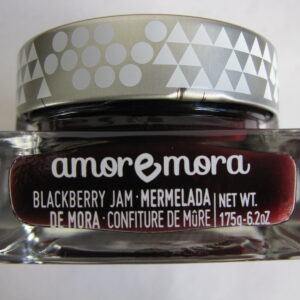 amoremora
BLACKBERRY JAM · MERMELADA
DE MORA · CONFITURE DE MÛRE
NET WT.
175g-6.2oZ